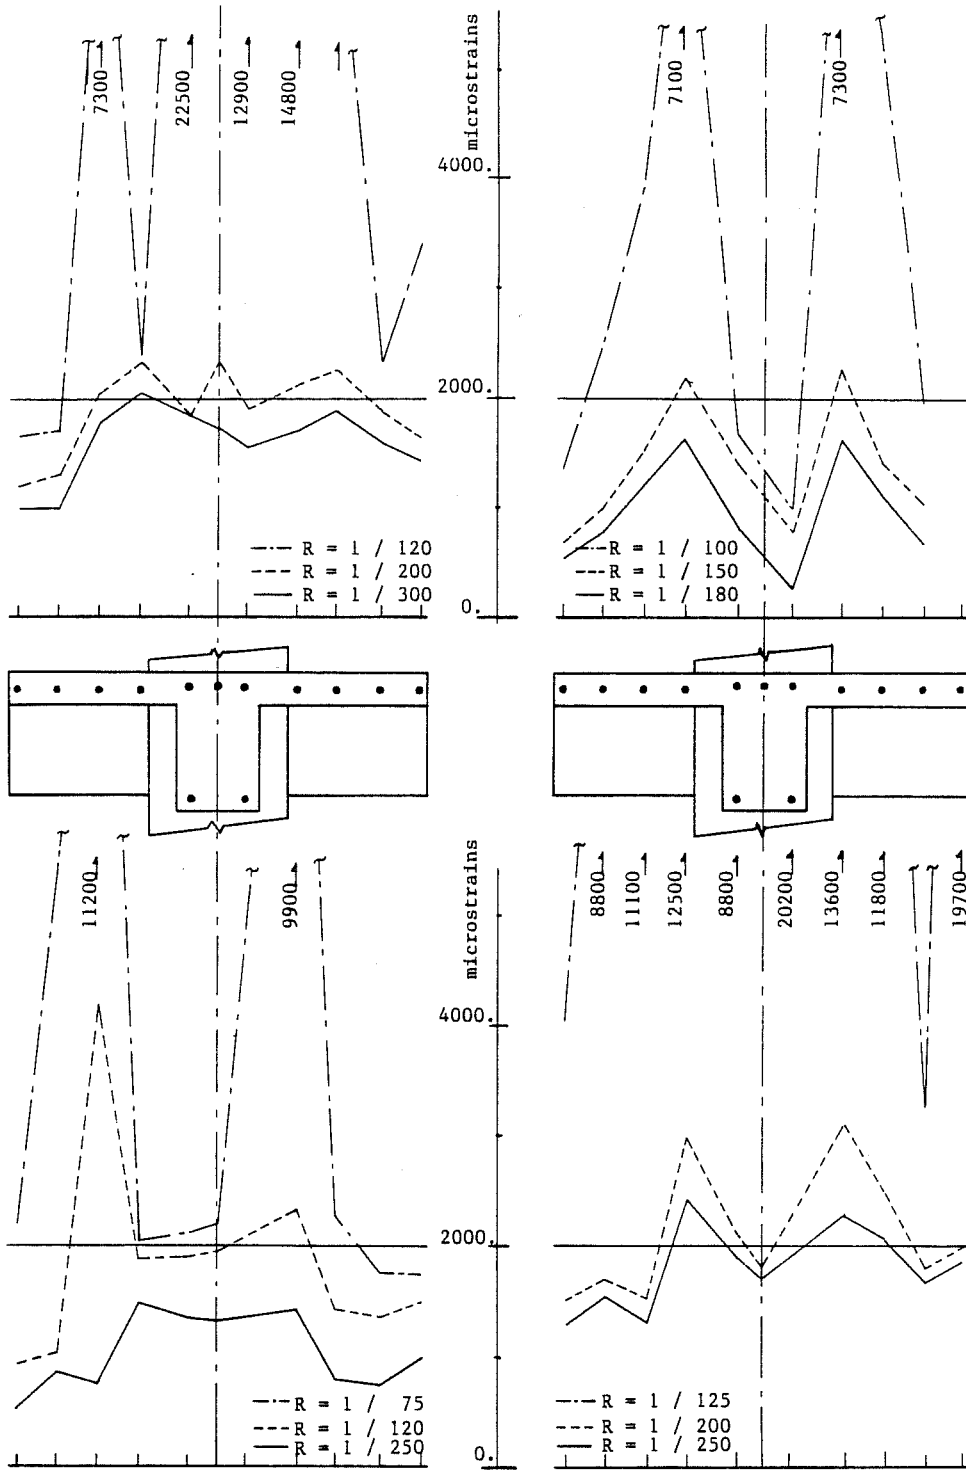 7300
22500
12900
14800
microstrains
4000.
2000.
0.
R = 1 / 120
R = 1 / 200
R = 1 / 300
7100
7300
R = 1 / 100
R = 1 / 150
R = 1 / 180
11200
9900
microstrains
4000.
2000.
0.
R = 1 / 75
R = 1 / 120
R = 1 / 250
8800
11100
12500
8800
20200
13600
11800
19700
R = 1 / 125
R = 1 / 200
R = 1 / 250